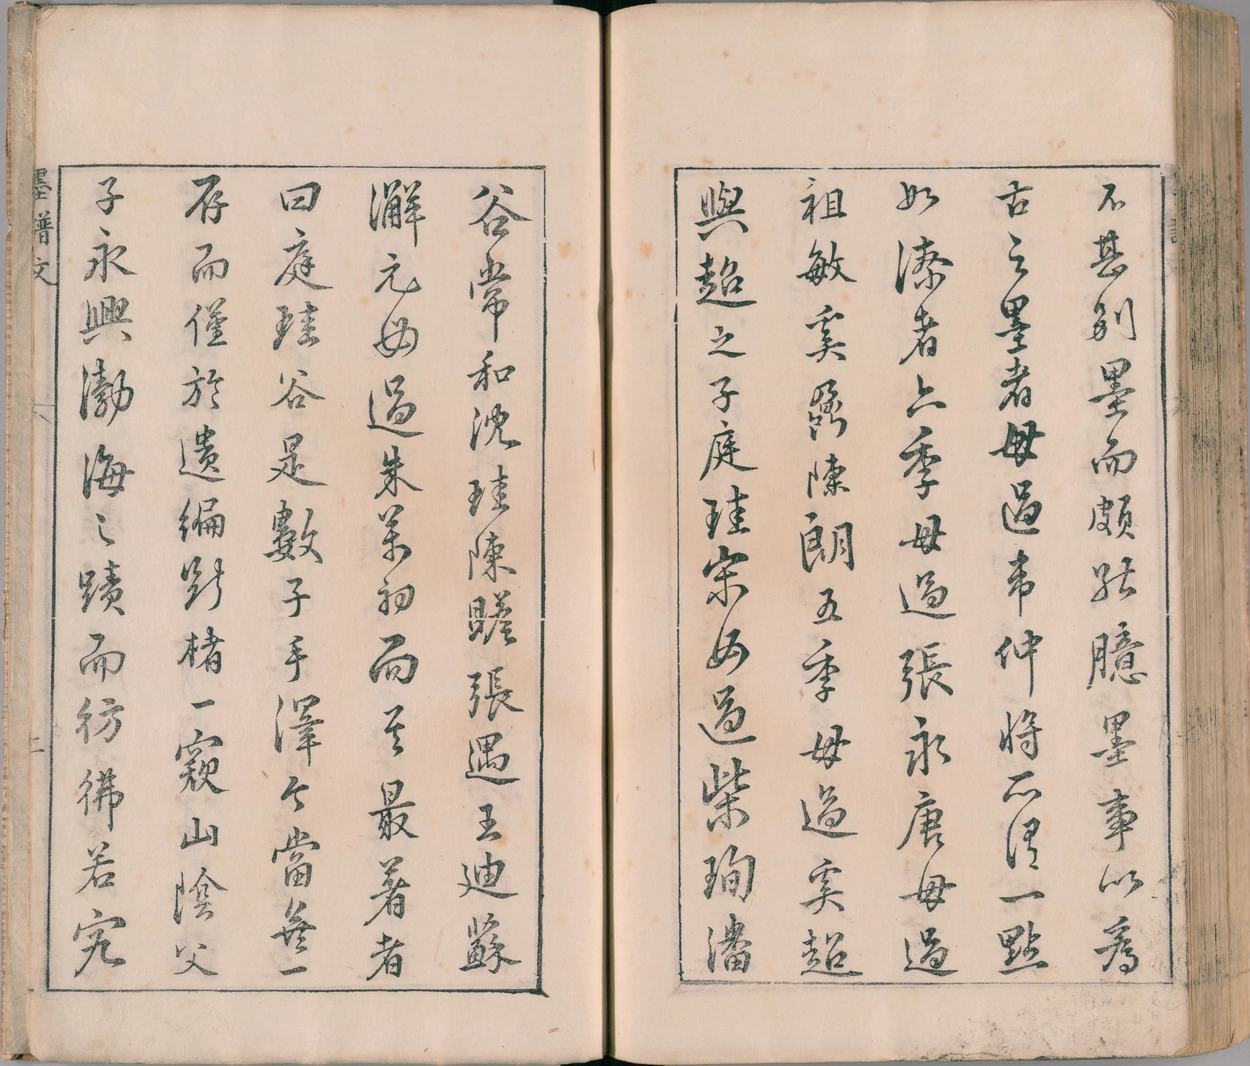 不甚別墨而頗能臆墨事以為
古之墨者毋過韋仲將所謂一點
如漆者六季毋過張永唐毋過
祖敏奚鼐陳朗五季毋過奚超
與超之子庭珪宋毋過柴珣潘
谷常和沈珪陳贍張遇王迪蘇
澥元毋過朱萬初而其最著者
曰庭珪谷是數子手澤今當無一
存而僅於遺編斷楮一窺山陰父
子永興渤海之蹟而彷彿若究
墨譜文